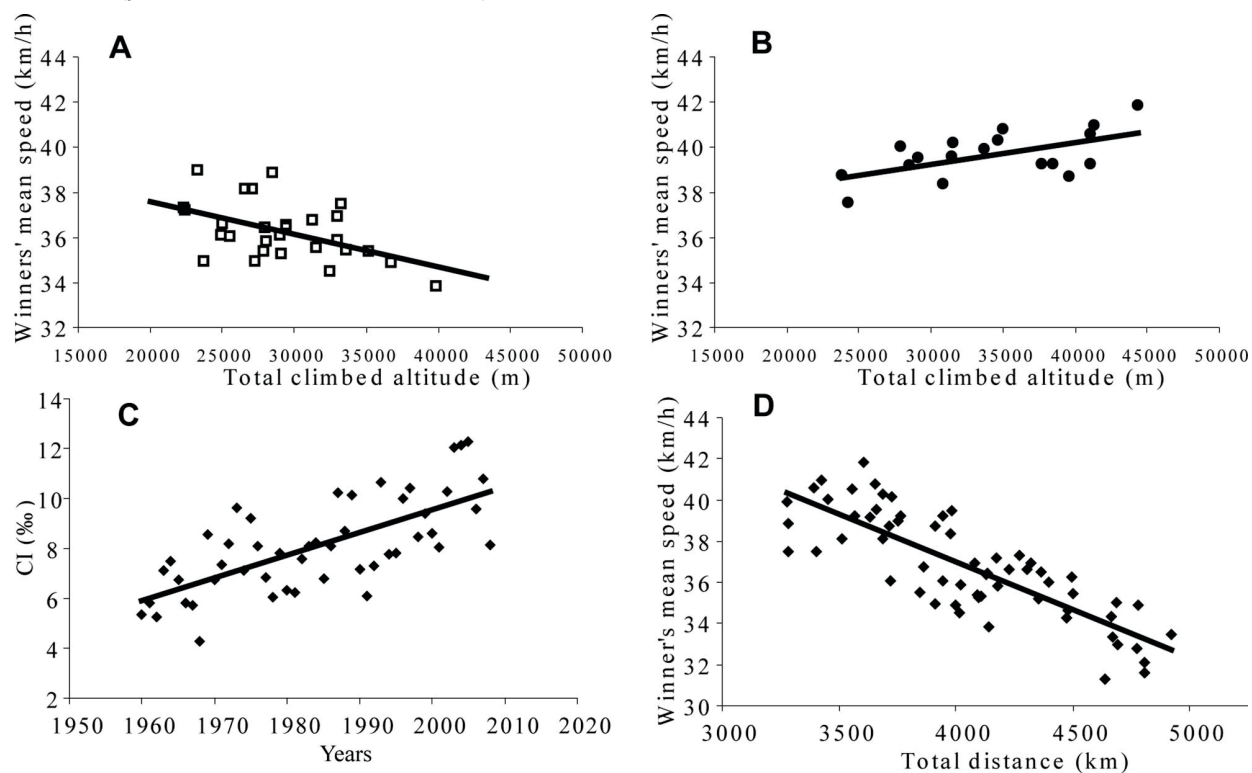 A
Winners' mean speed (km/h)
44
42
40
38
36
34
32
15000 20000 25000 30000 35000 40000 45000 50000
Total climbed altitude (m)
B
Winners' mean speed (km/h)
44
42
40
38
36
34
32
15000 20000 25000 30000 35000 40000 45000 50000
Total climbed altitude (m)
C
CI (‰)
14
12
10
8
6
4
2
1950 1960 1970 1980 1990 2000 2010 2020
Years
D
Winner's mean speed (km/h)
44
42
40
38
36
34
32
30
3000 3500 4000 4500 5000
Total distance (km)